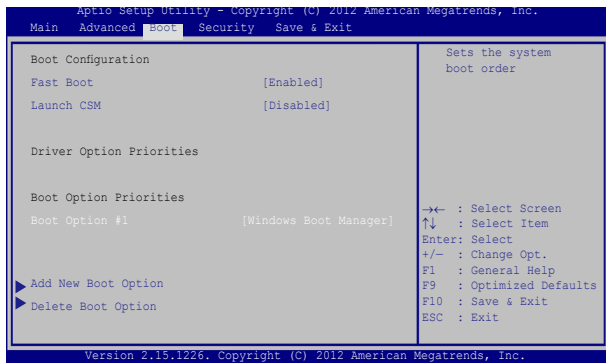 Aptio Setup Utility - Copyright (C) 2012 American Megatrends, Inc.
Main Advanced Boot Security Save & Exit
Boot Configuration
Fast Boot [Enabled]
Launch CSM [Disabled]
Driver Option Priorities
Boot Option Priorities
Boot Option #1 [Windows Boot Manager]
Add New Boot Option
Delete Boot Option
Sets the system
boot order
→← : Select Screen
↑↓ : Select Item
Enter: Select
+/— : Change Opt.
F1 : General Help
F9 : Optimized Defaults
F10 : Save & Exit
ESC : Exit
Version 2.15.1226. Copyright (C) 2012 American Megatrends, Inc.